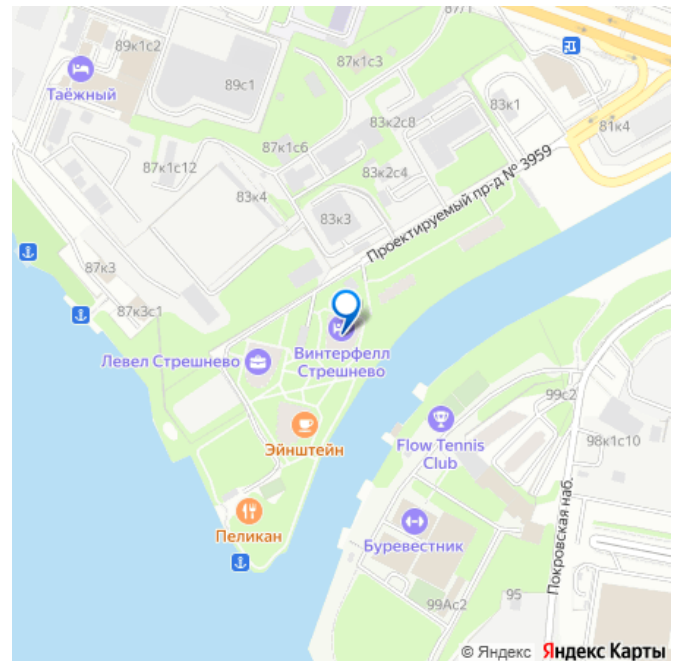 89к1с2
87/1
87к1с3
Таёжный
89с1
83к2с8
83к1
81к4
87к1с6
87к1с12
83к2с4
83к4
83к3
Проектируемый пр-д № 3959
87к3
87к3с1
Левел Стрешнево
Винтерфелл
Стрешнево
99с2
98к1с10
Эйнштейн
Flow Tennis
Club
Пеликан
Буревестник
Покровская наб.
95
99Ас2
© Яндекс Яндекс Карты